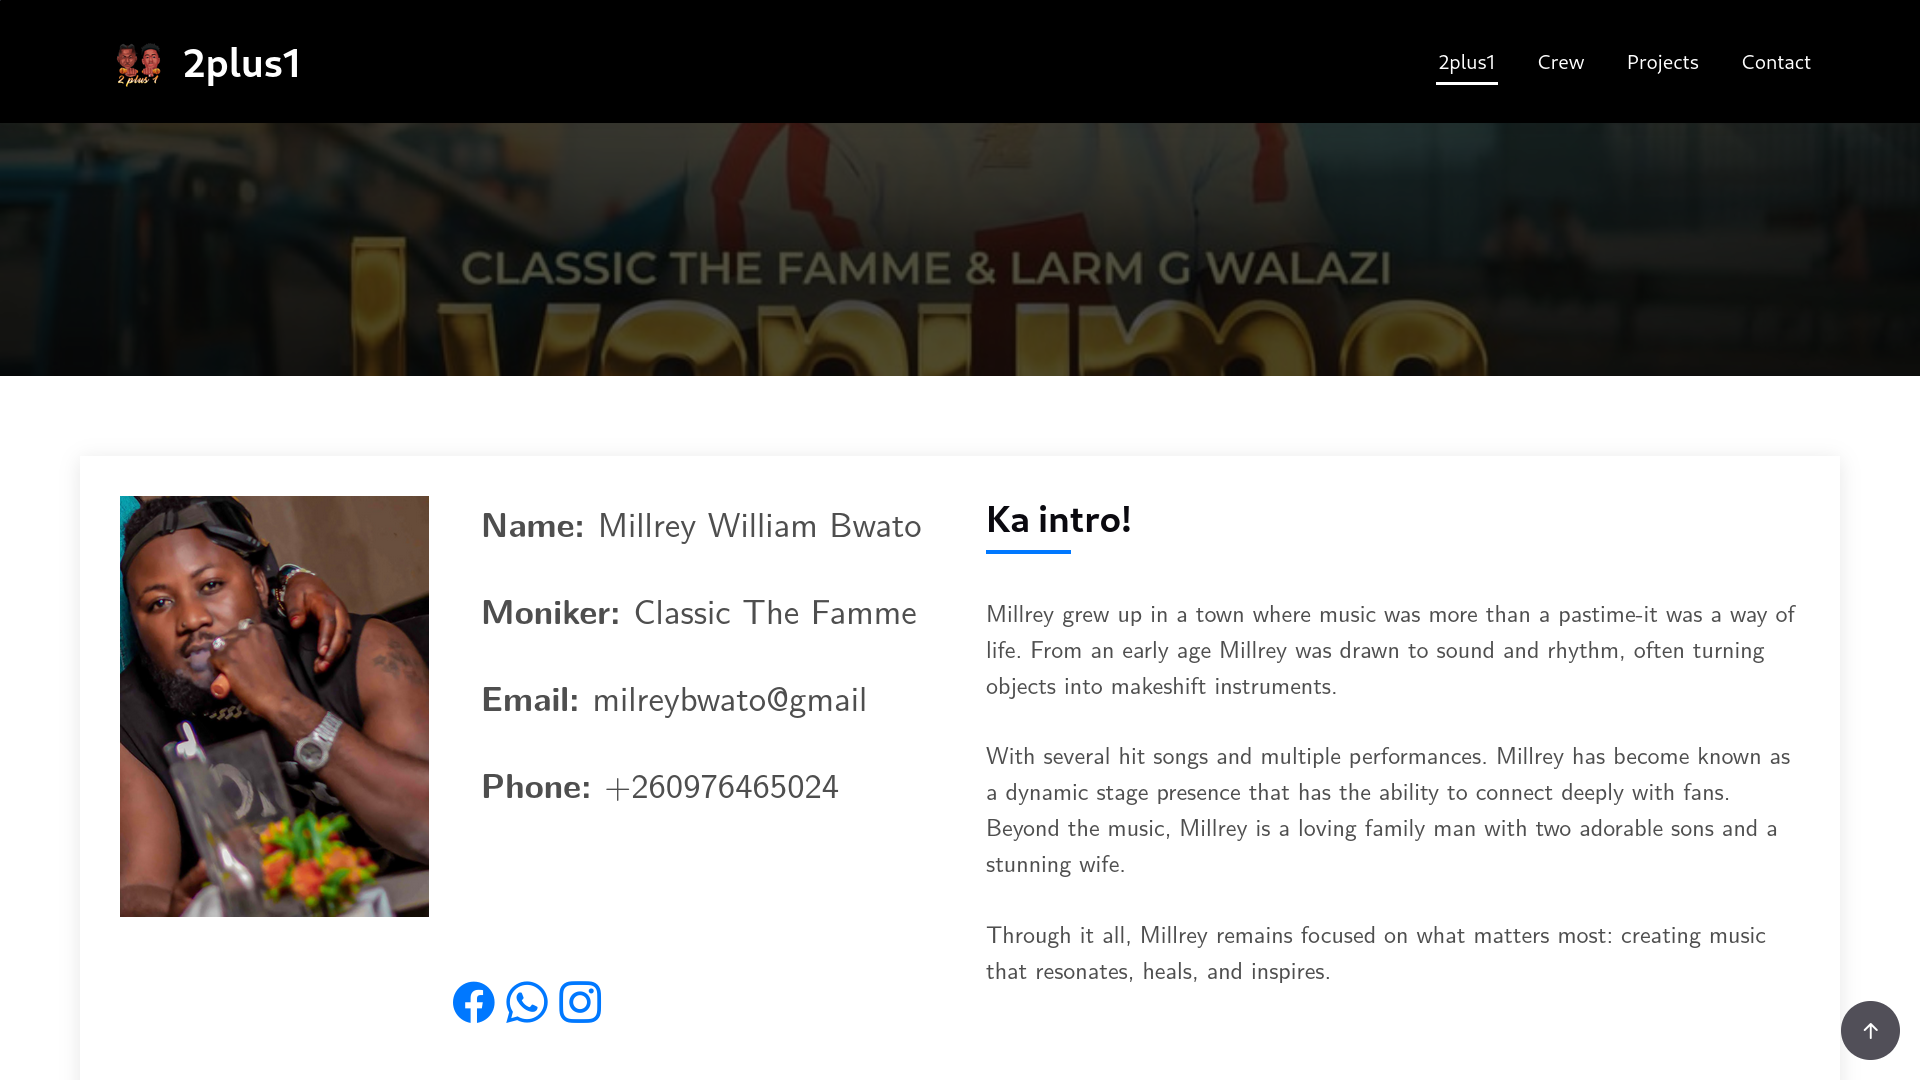 2 plus 1
2plus1
2plus1
Crew
Projects
Contact
CLASSIC THE FAMME & LARM G WALAZI
Name: Millrey William Bwato
Moniker: Classic The Famme
Email: milreybwato@gmail
Phone: +260976465024
Ka intro!
Millrey grew up in a town where music was more than a pastime-it was a way of
life. From an early age Millrey was drawn to sound and rhythm, often turning
objects into makeshift instruments.
With several hit songs and multiple performances. Millrey has become known as
a dynamic stage presence that has the ability to connect deeply with fans.
Beyond the music, Millrey is a loving family man with two adorable sons and a
stunning wife.
Through it all, Millrey remains focused on what matters most: creating music
that resonates, heals, and inspires.